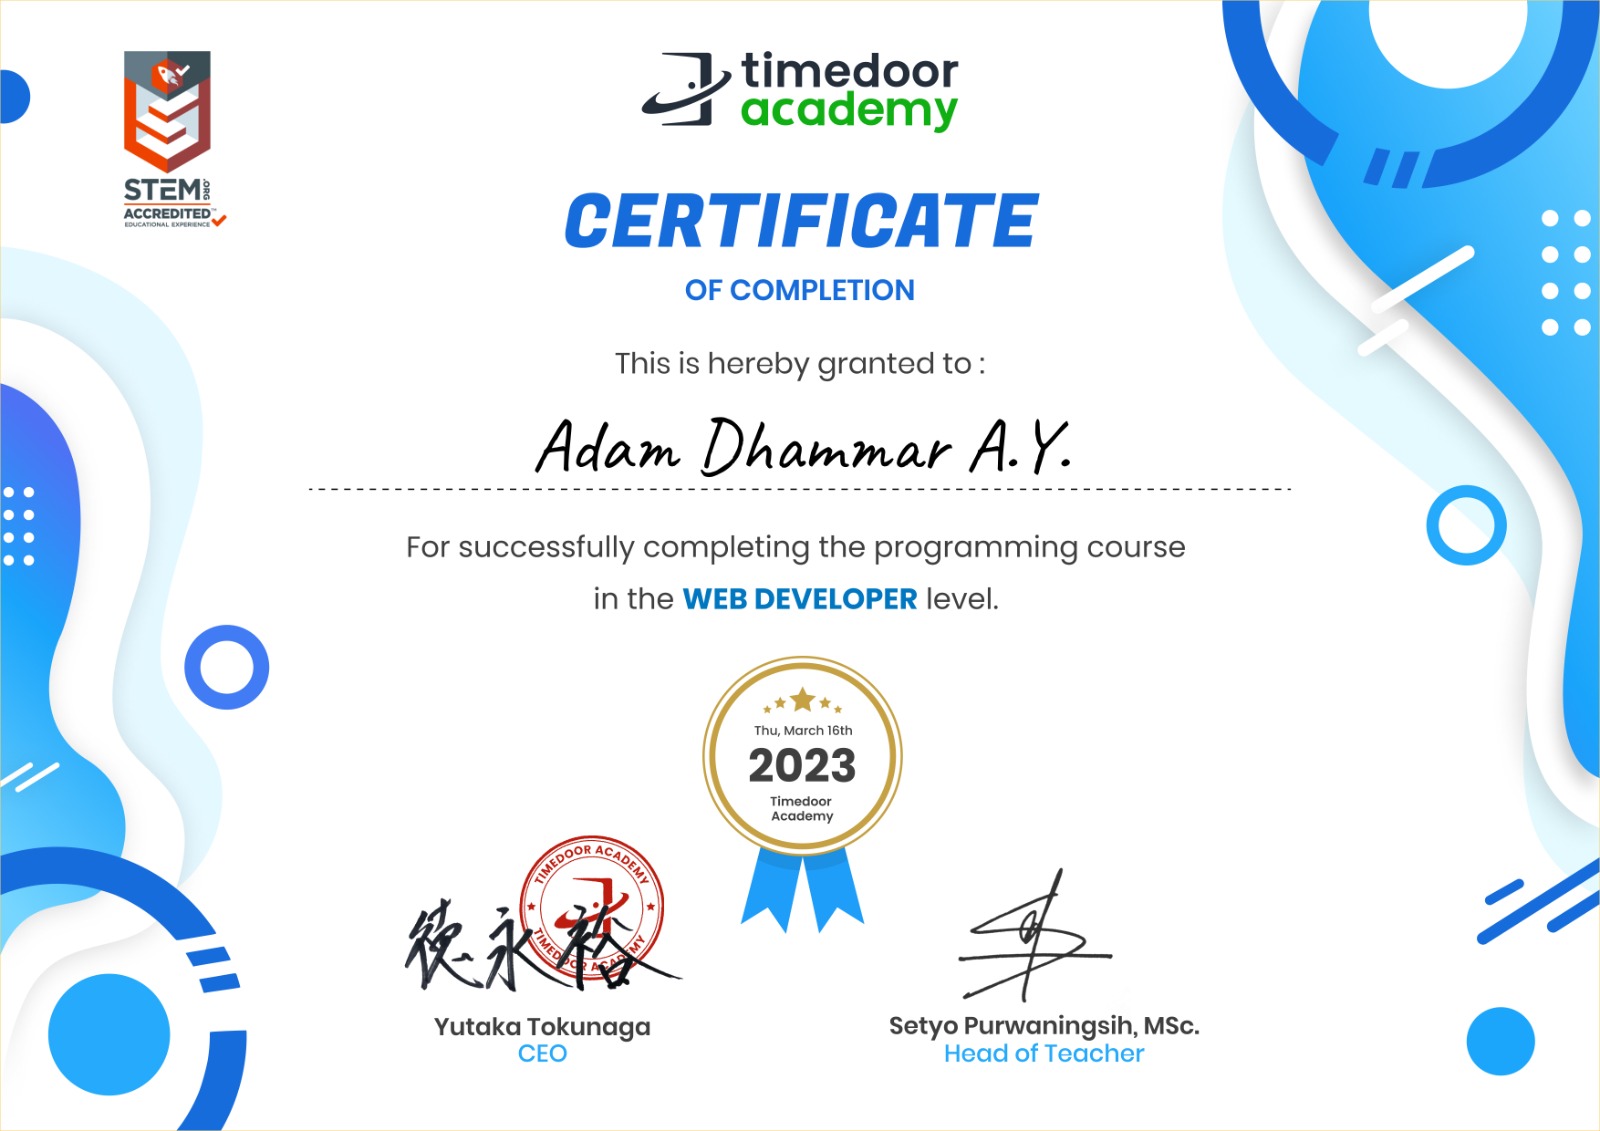 timedoor
academy
STEM.ORG
ACCREDITED™
EDUCATIONAL EXPERIENCE
CERTIFICATE
OF COMPLETION
This is hereby granted to :
Adam Dhammar A.Y.
For successfully completing the programming course
in the WEB DEVELOPER level.
Thu, March 16th
2023
Timedoor
Academy
TIMEDOOR ACADEMY
TIMEDOOR ACADEMY
徳永裕
Yutaka Tokunaga
CEO
Setyo Purwaningsih, MSc.
Head of Teacher